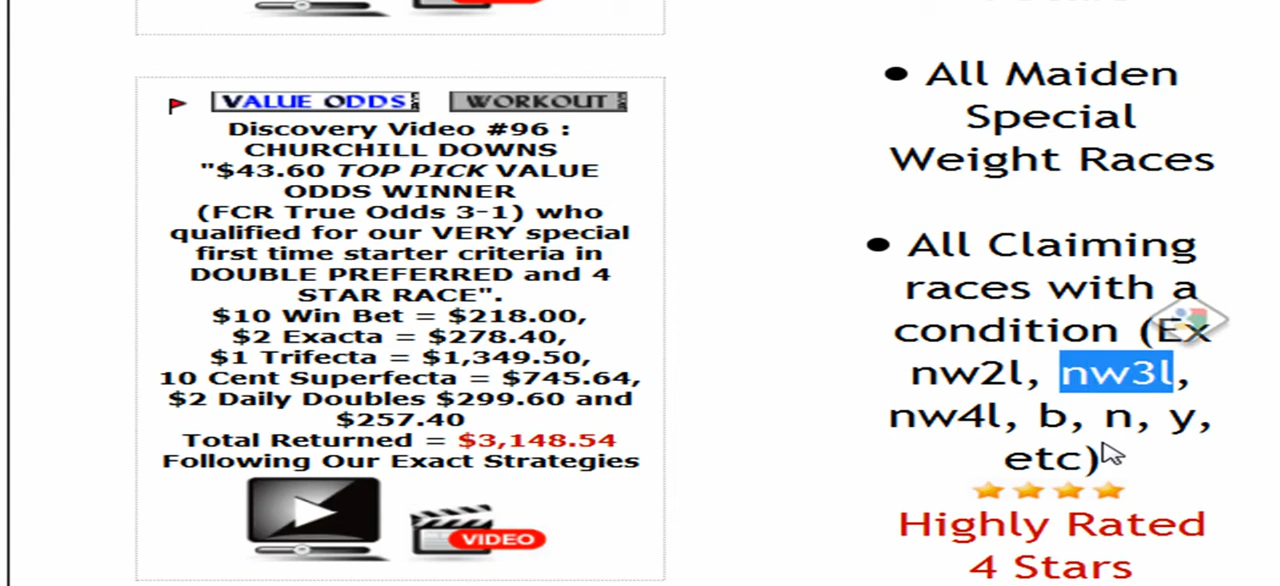 VALUE ODDS WORKOUT
Discovery Video #96 :
CHURCHILL DOWNS
"$43.60 TOP PICK VALUE
ODDS WINNER
(FCR True Odds 3-1) who
qualified for our VERY special
first time starter criteria in
DOUBLE PREFERRED and 4
STAR RACE".
$10 Win Bet = $218.00,
$2 Exacta = $278.40,
$1 Trifecta = $1,349.50,
10 Cent Superfecta = $745.64,
$2 Daily Doubles $299.60 and
$257.40
Total Returned = $3,148.54
Following Our Exact Strategies
VIDEO
● All Maiden
Special
Weight Races
● All Claiming
races with a
condition (Ex
nw2l, nw3l,
nw4l, b, n, y,
etc)
Highly Rated
4 Stars